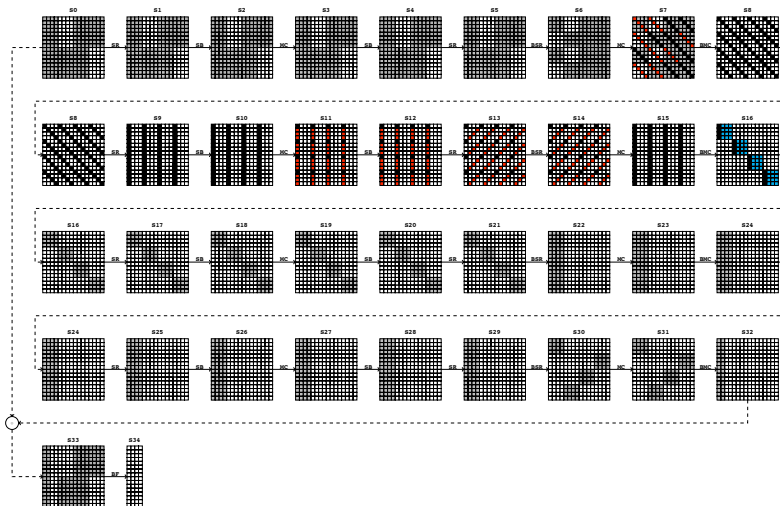 S0 S1 S2 S3 S4 S5 S6 S7 S8
SR SB MC SB SR BSR MC BMC
S8 S9 S10 S11 S12 S13 S14 S15 S16
SR SB MC SB SR BSR MC BMC
S16 S17 S18 S19 S20 S21 S22 S23 S24
SR SB MC SB SR BSR MC BMC
S24 S25 S26 S27 S28 S29 S30 S31 S32
SR SB MC SB SR BSR MC BMC
S33 S34
BF